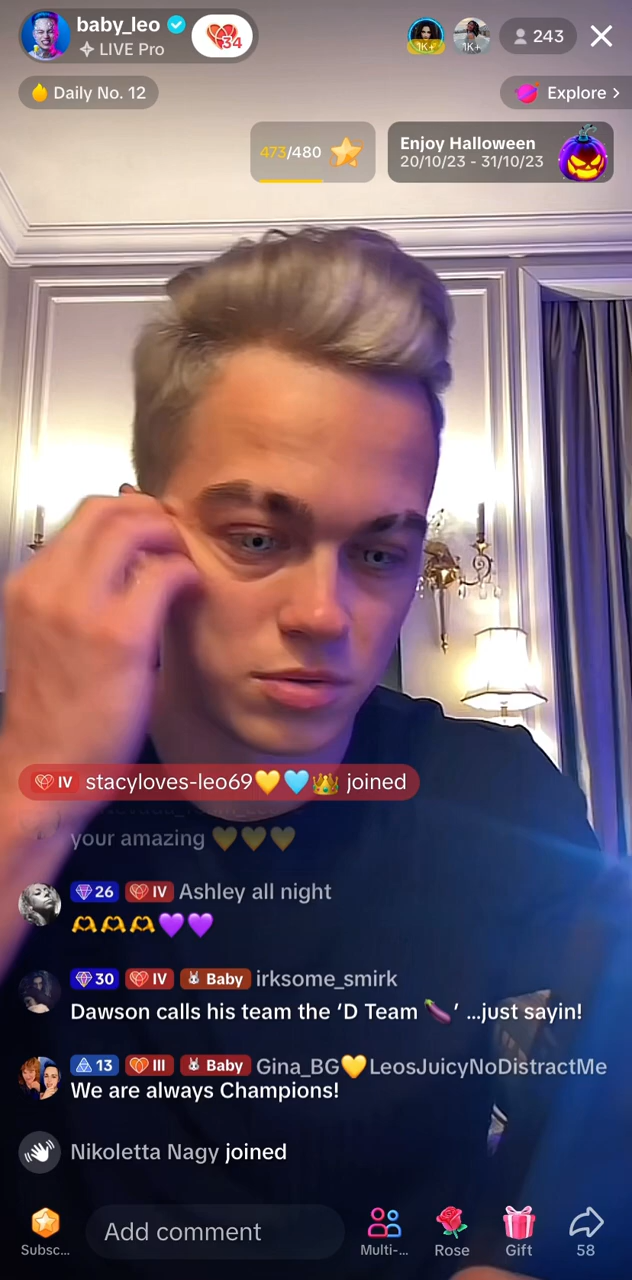 baby_leo
LIVE Pro
34
1K+
1K+
243
Daily No. 12
Explore >
473/480
Enjoy Halloween
20/10/23 - 31/10/23
IV stacyloves-leo69💛🩵👑 joined
your amazing 💛💛💛
26 IV Ashley all night
🫶🫶🫶💜💜
30 IV Baby irksome_smirk
Dawson calls his team the ‘D Team 🍆 ’ ...just sayin!
13 III Baby Gina_BG💛LeosJuicyNoDistractMe
We are always Champions!
Nikoletta Nagy joined
Subsc...
Add comment
Multi-...
Rose
Gift
58